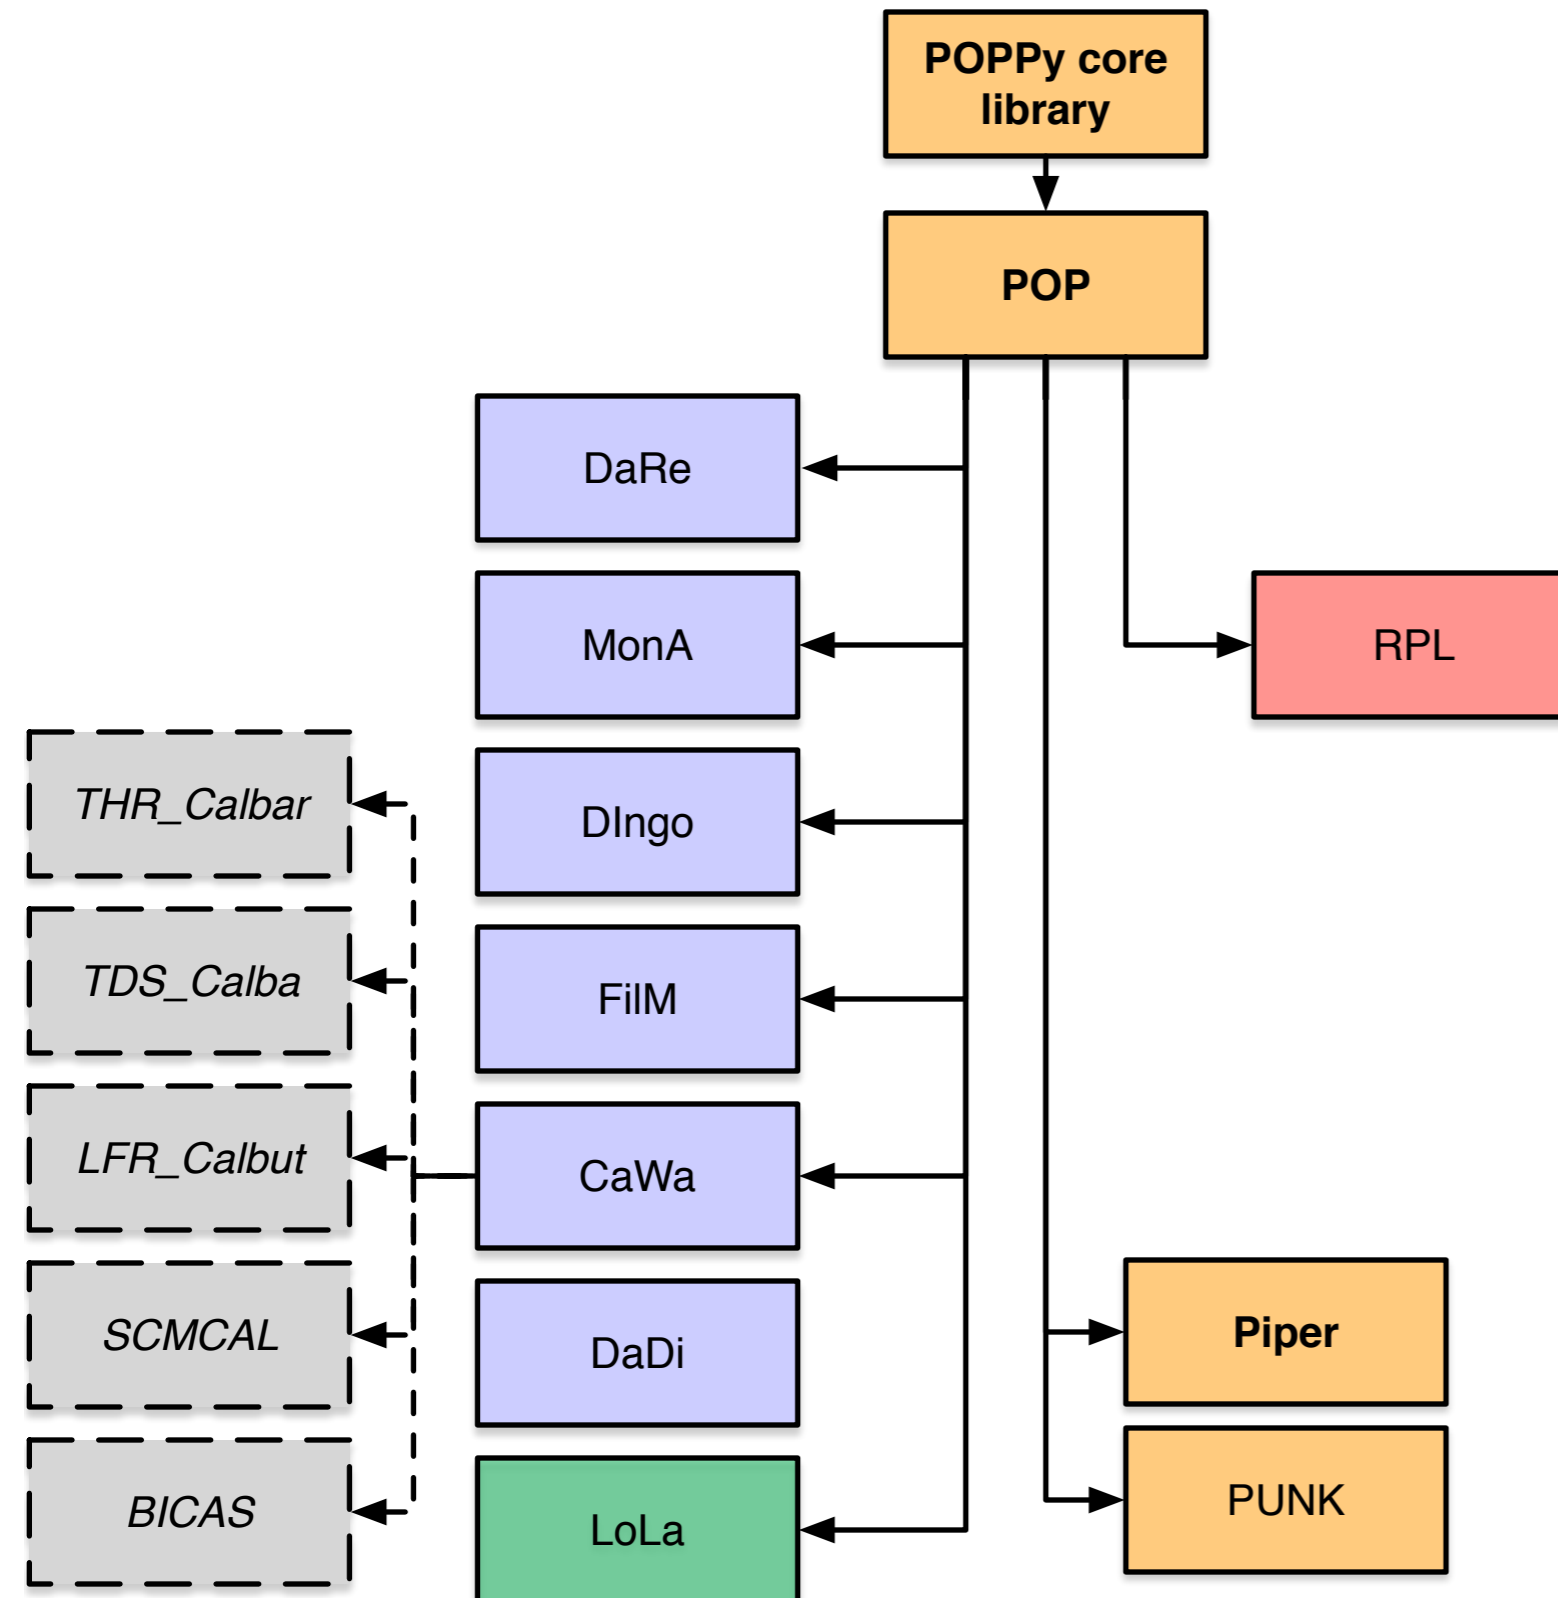 POPPy core
library
POP
DaRe
MonA
RPL
THR_Calbar
DIngo
TDS_Calba
FilM
LFR_Calbut
CaWa
SCMCAL
Piper
DaDi
BICAS
LoLa
PUNK